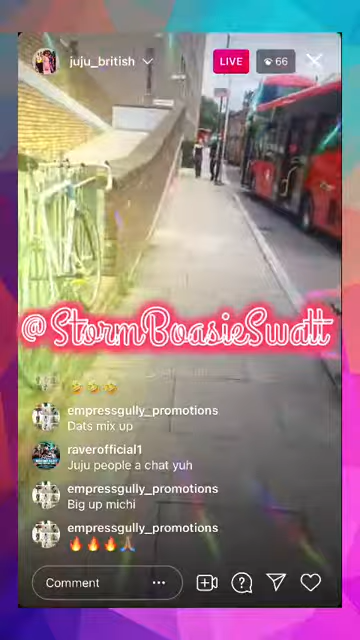 juju_british
LIVE
66
@StormBoasieSwatt
empressgully_promotions
Dats mix up
raverofficial1
Juju people a chat yuh
empressgully_promotions
Big up michi
empressgully_promotions
🔥🔥🔥🙏
Comment